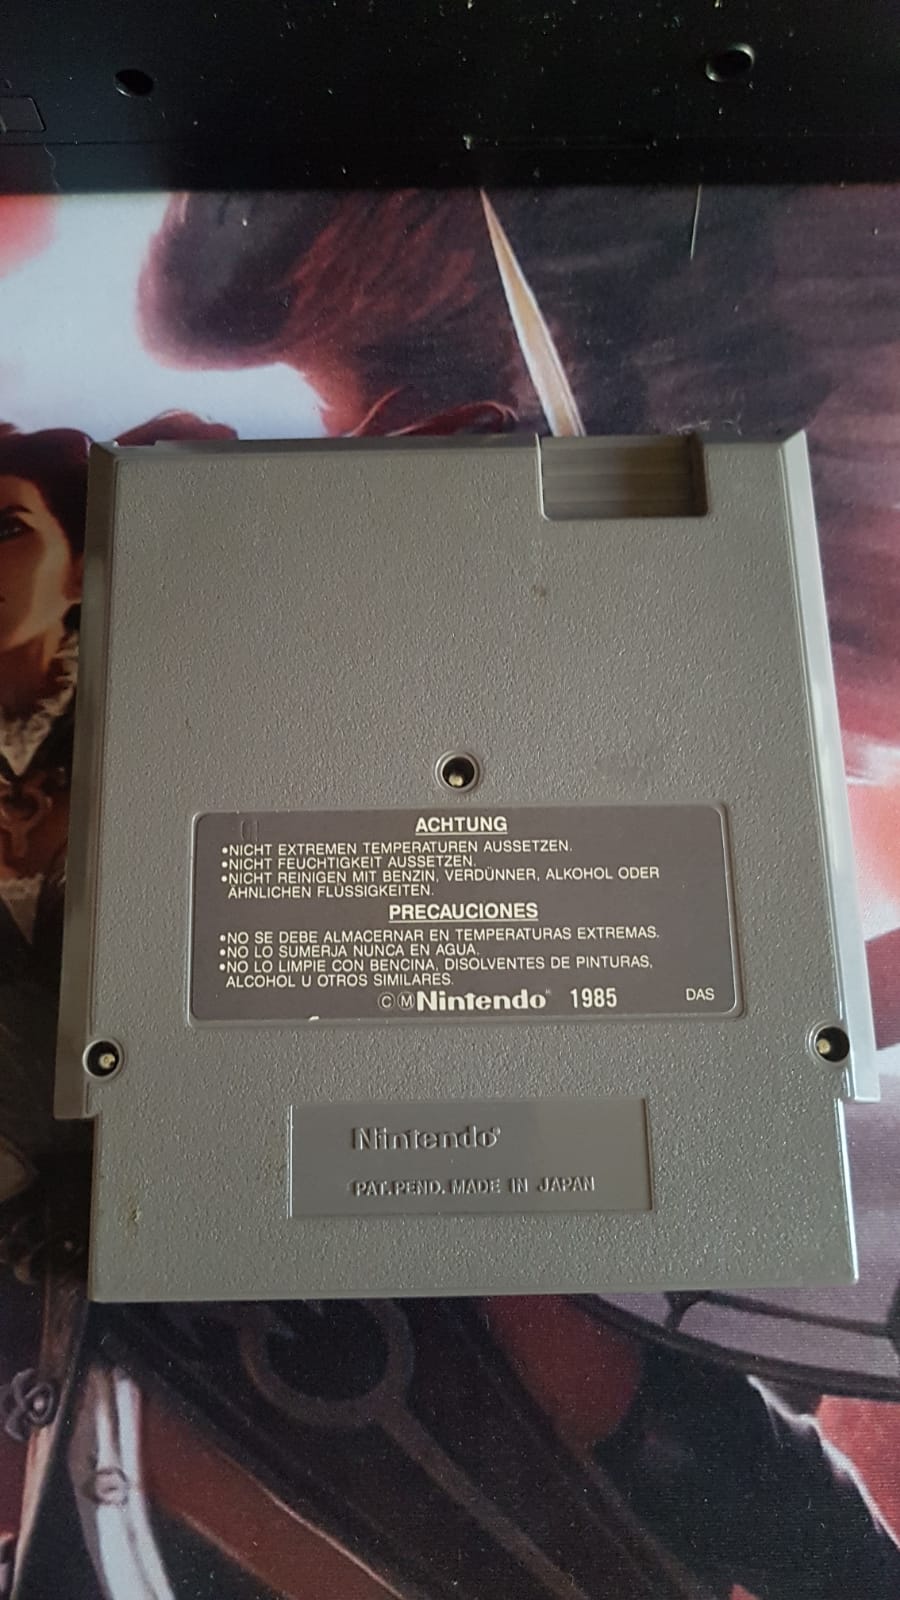 ACHTUNG
•NICHT EXTREMEN TEMPERATUREN AUSSETZEN.
•NICHT FEUCHTIGKEIT AUSSETZEN.
•NICHT REINIGEN MIT BENZIN, VERDÜNNER, ALKOHOL ODER
ÄHNLICHEN FLÜSSIGKEITEN.
PRECAUCIONES
•NO SE DEBE ALMACERNAR EN TEMPERATURAS EXTREMAS.
•NO LO SUMERJA NUNCA EN AGUA.
•NO LO LIMPIE CON BENCINA, DISOLVENTES DE PINTURAS,
ALCOHOL U OTROS SIMILARES.
©ⓂNintendo® 1985 DAS
Nintendo®
PAT. PEND. MADE IN JAPAN